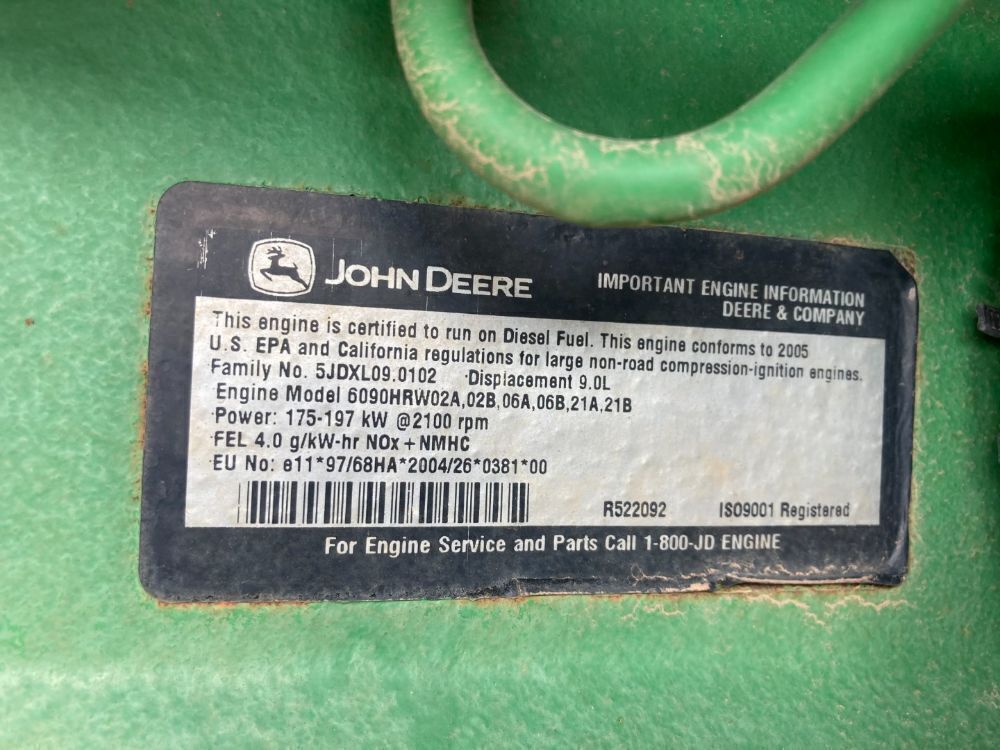 JOHN DEERE
IMPORTANT ENGINE INFORMATION
DEERE & COMPANY
This engine is certified to run on Diesel Fuel. This engine conforms to 2005
U.S. EPA and California regulations for large non-road compression-ignition engines.
Family No. 5JDXL09.0102 Displacement 9.0L
Engine Model 6090HRW02A,02B,06A,06B,21A,21B
Power: 175-197 kW @2100 rpm
FEL 4.0 g/kW-hr NOx + NMHC
EU No: e11*97/68HA*2004/26*0381*00
R522092 ISO9001 Registered
For Engine Service and Parts Call 1-800-JD ENGINE